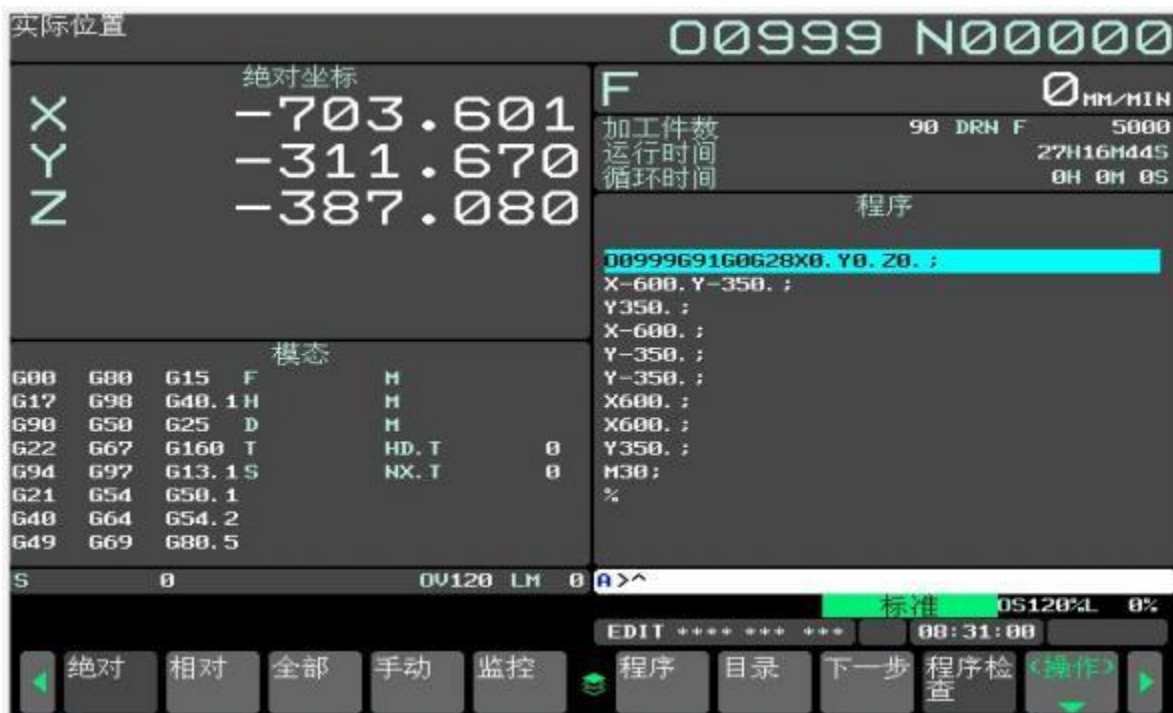 实际位置
O0999 N00000
绝对坐标
X -703.601
Y -311.670
Z -387.080
F 0 MM/MIN
加工件数 90 DRN F 5000
运行时间 27H16M44S
循环时间 0H 0M 0S
程序
O0999G91G0G28X0.Y0.Z0.;
X-600.Y-350.;
Y350.;
X-600.;
Y-350.;
Y-350.;
X600.;
X600.;
Y350.;
M30;
%
模态
G00 G80 G15 F M
G17 G98 G40.1 H M
G90 G50 G25 D M
G22 G67 G160 T HD.T 0
G94 G97 G13.1 S NX.T 0
G21 G54 G50.1
G40 G64 G54.2
G49 G69 G80.5
S 0 OV120 LM 0
A>^
标准 OS120%L 0%
EDIT **** *** *** 08:31:00
绝对 相对 全部 手动 监控 程序 目录 下一步 程序检查 <操作>